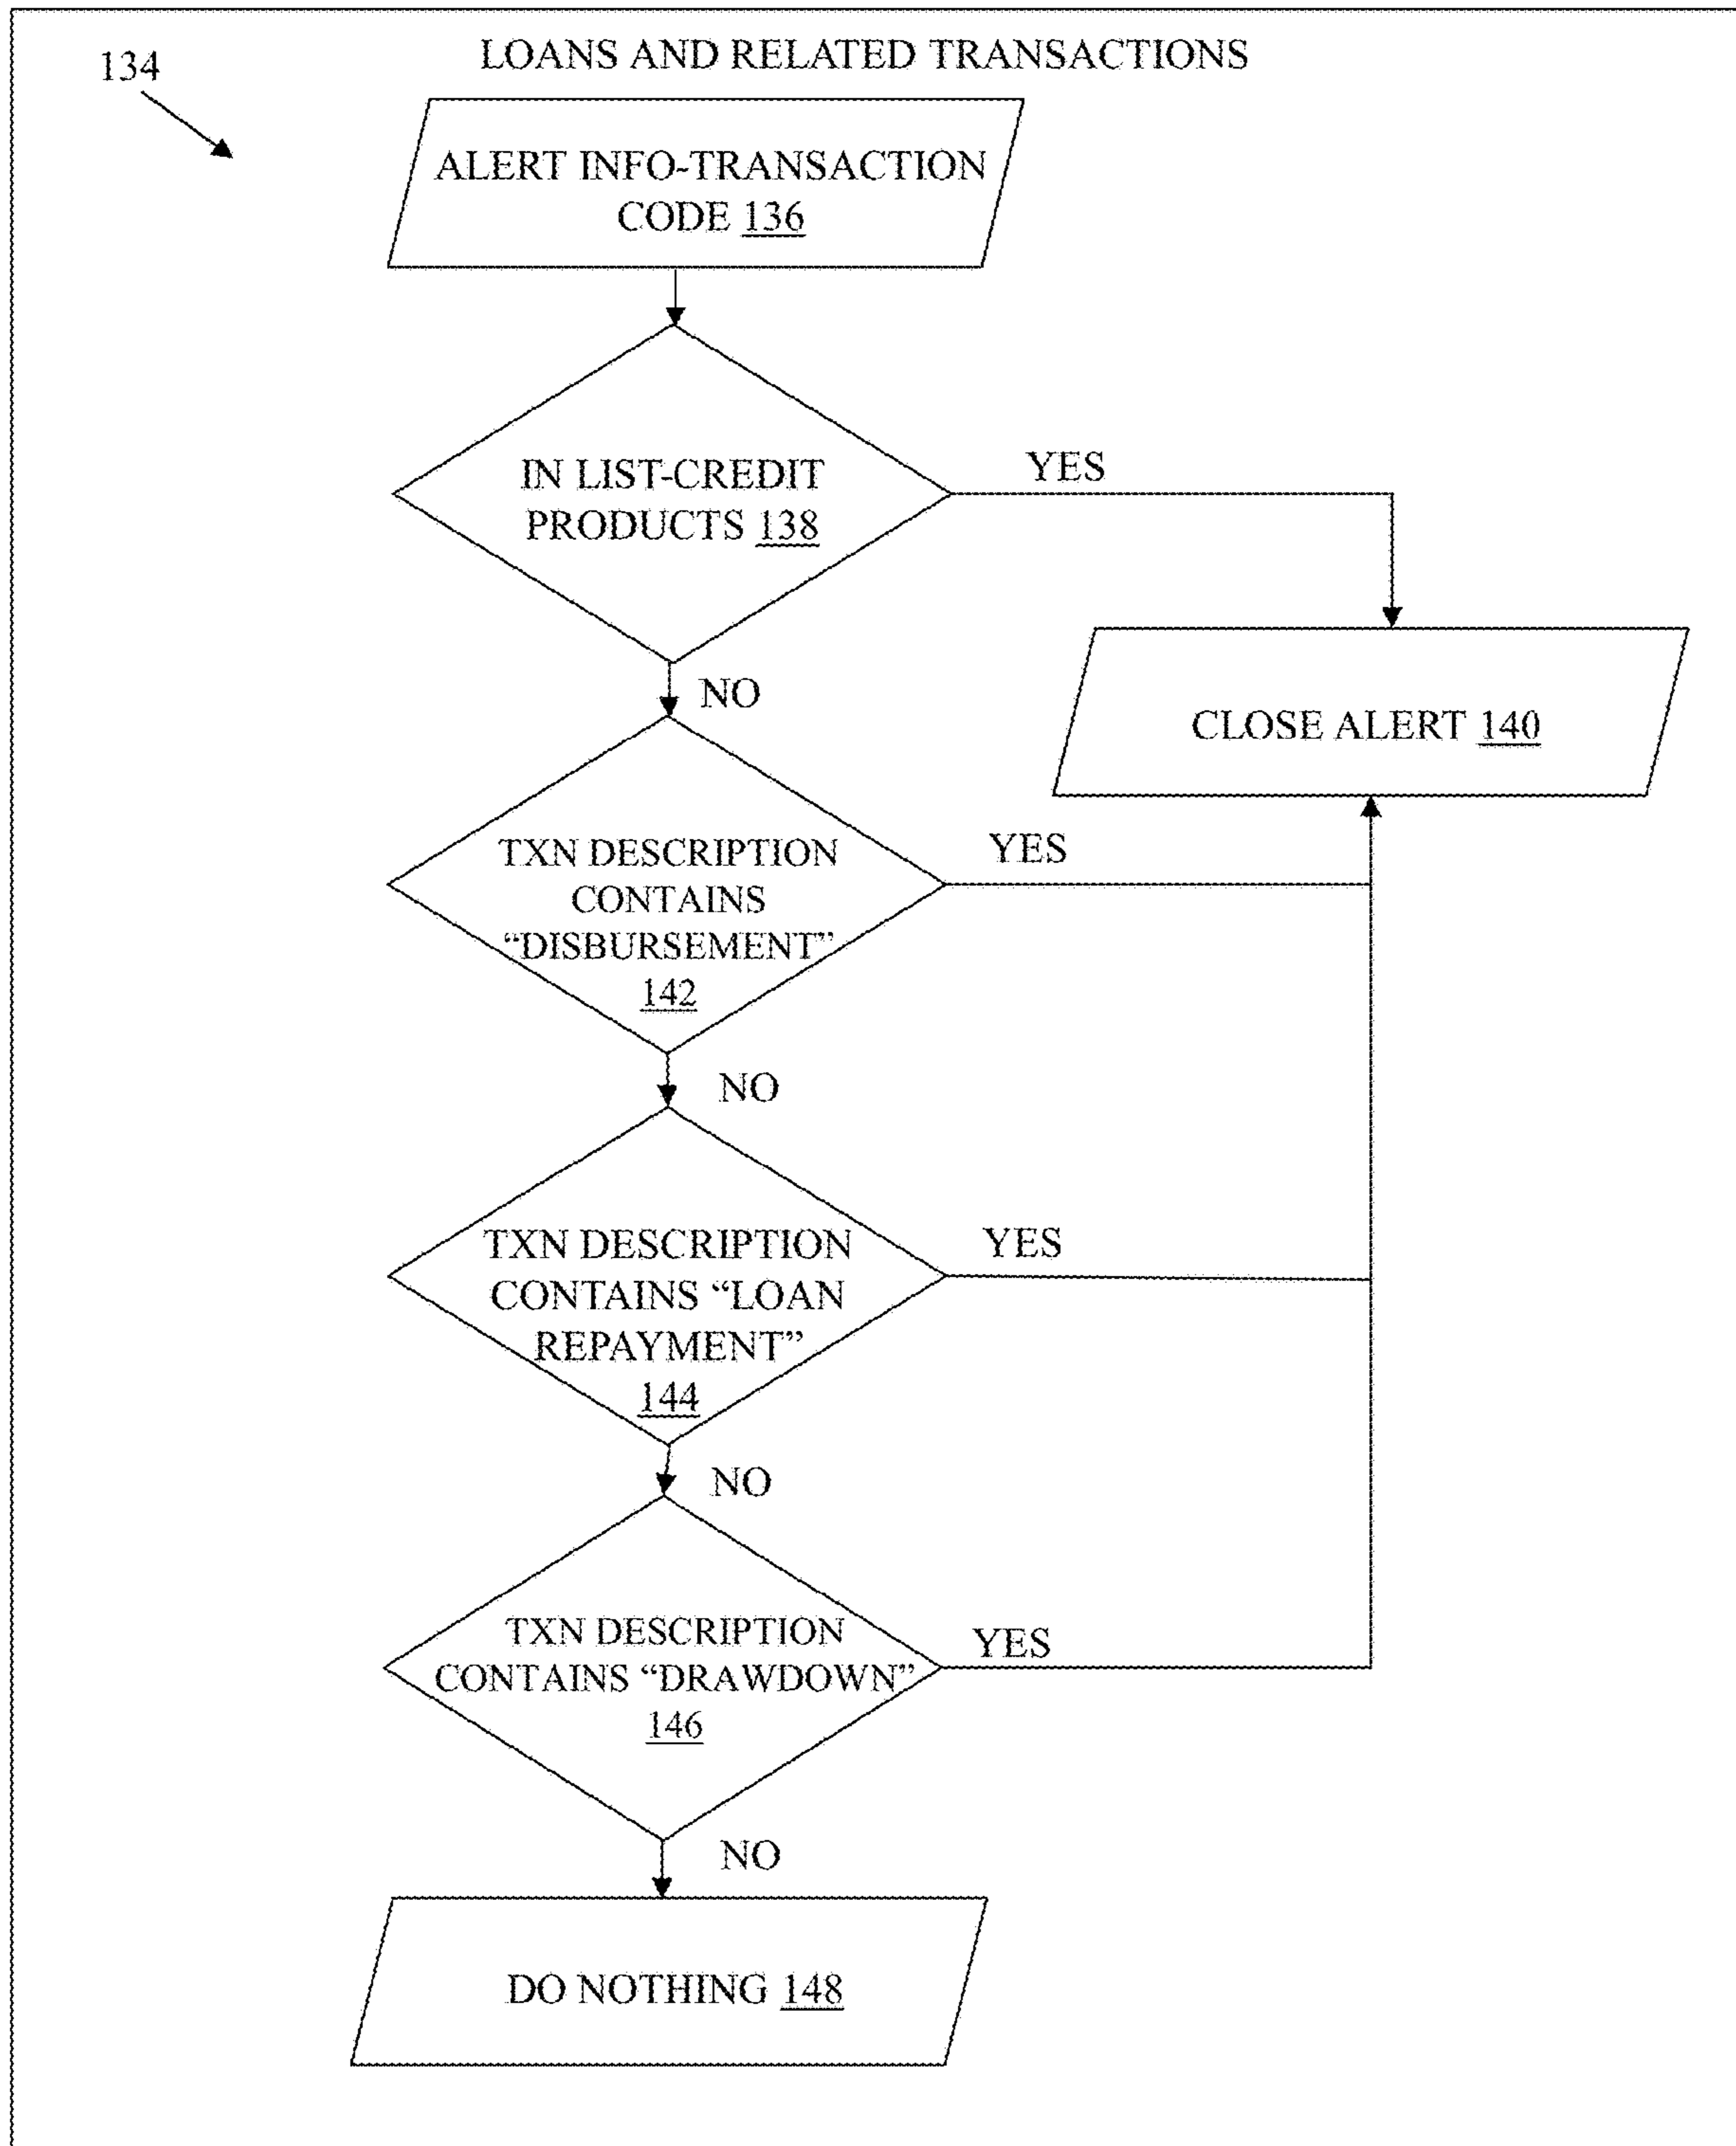 134
LOANS AND RELATED TRANSACTIONS
ALERT INFO-TRANSACTION
CODE 136
IN LIST-CREDIT
PRODUCTS 138
YES
NO
CLOSE ALERT 140
TXN DESCRIPTION
CONTAINS
“DISBURSEMENT”
142
YES
NO
TXN DESCRIPTION
CONTAINS “LOAN
REPAYMENT”
144
YES
NO
TXN DESCRIPTION
CONTAINS “DRAWDOWN”
146
YES
NO
DO NOTHING 148